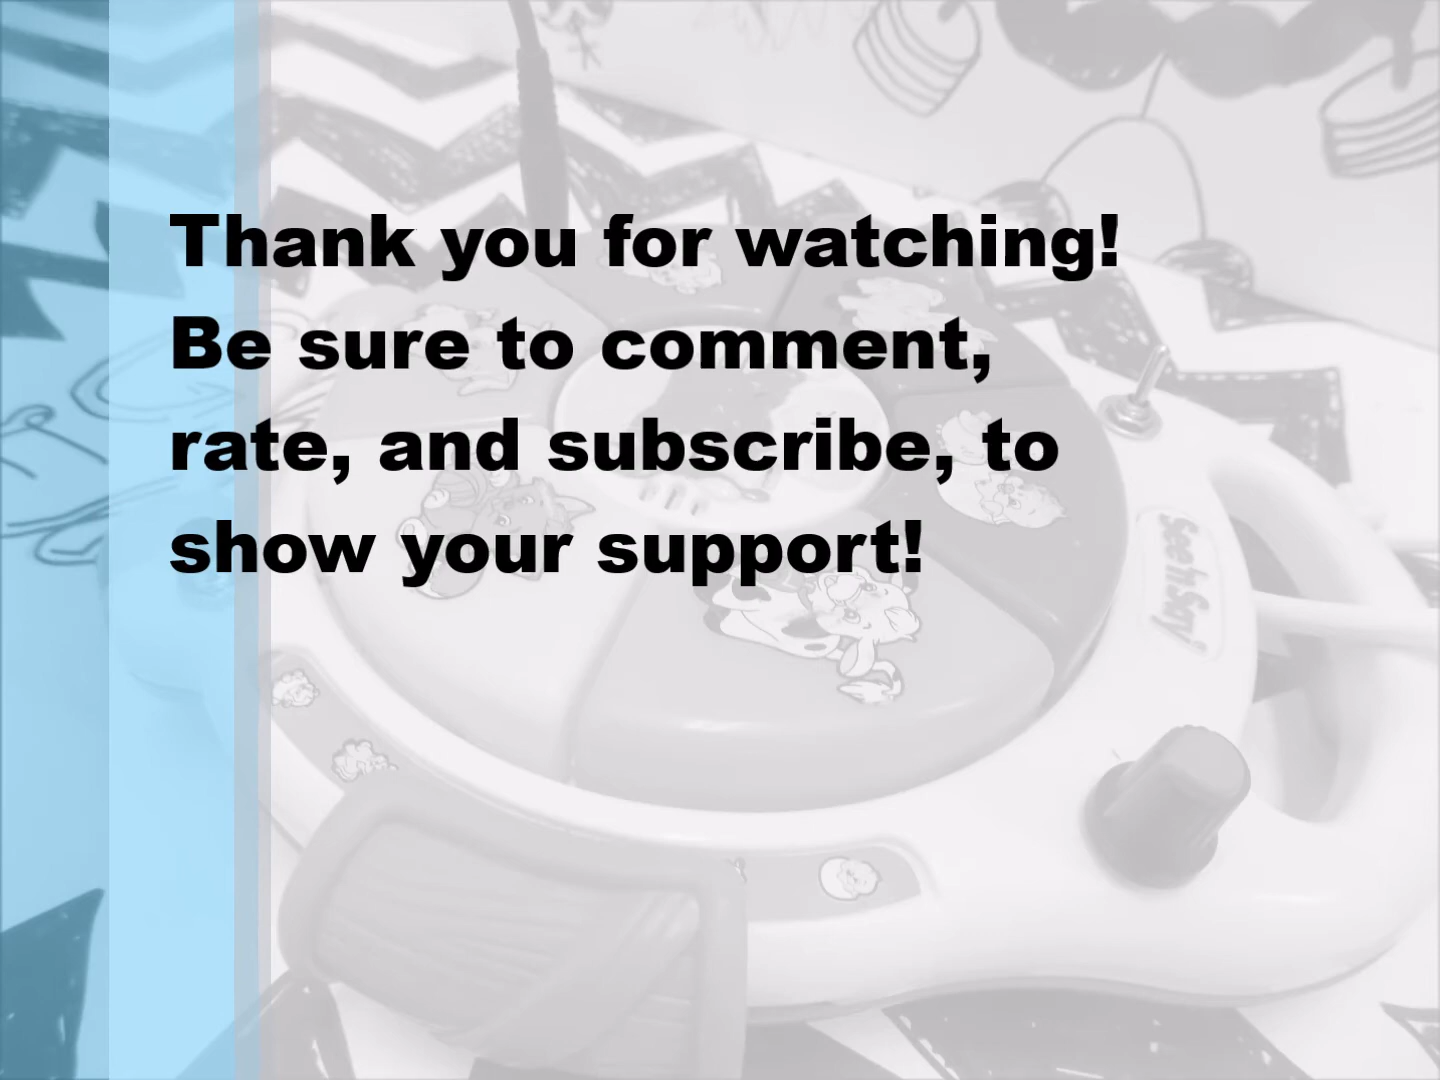 Thank you for watching!
Be sure to comment,
rate, and subscribe, to
show your support!
See 'n Say